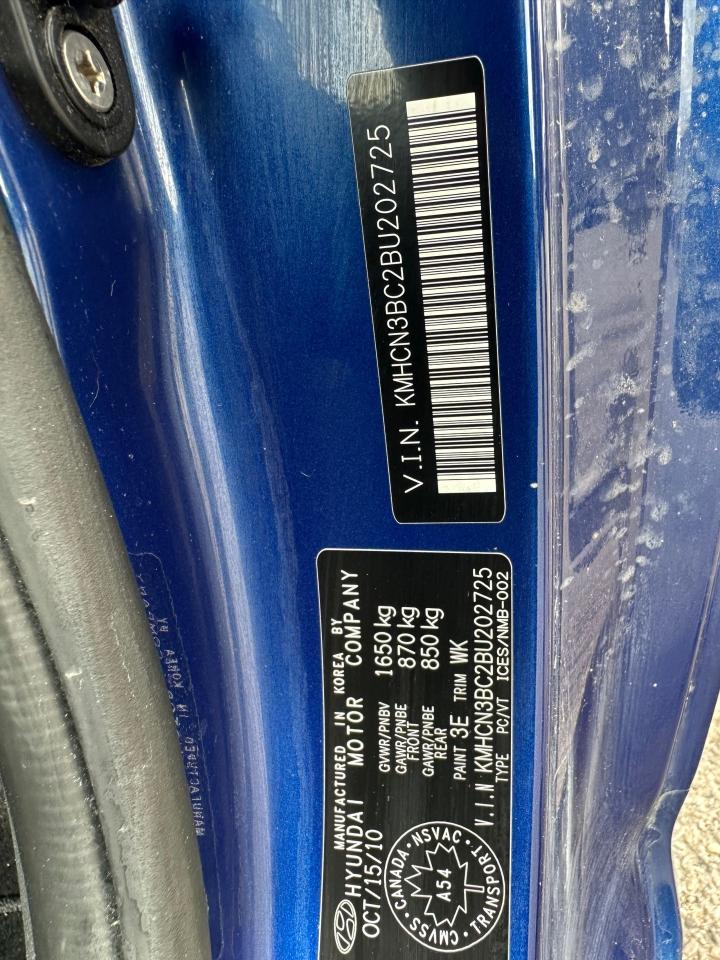 V.I.N. KMHCN3BC2BU202725
MANUFACTURED IN KOREA BY
HYUNDAI MOTOR COMPANY
OCT/15/10
GVWR/PNBV 1650 kg
GAWR/PNBE FRONT 870 kg
GAWR/PNBE REAR 850 kg
PAINT 3E TRIM WK
V.I.N KMHCN3BC2BU202725
TYPE PC/VT ICES/NMB-002
CANADA · NSVAC · TRANSPORT · CMVSS ·
A54